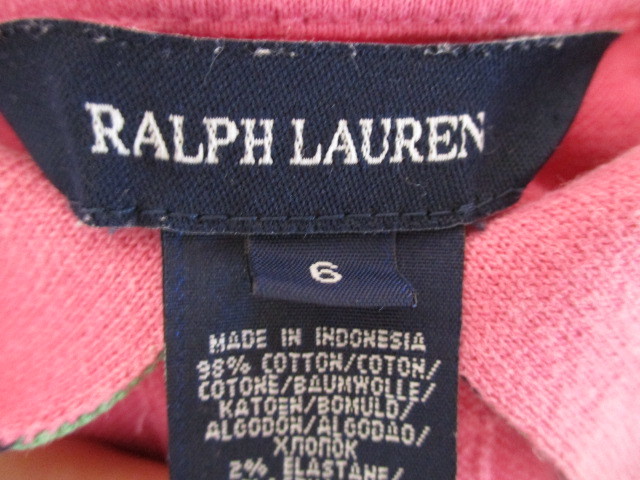 RALPH LAUREN
6
MADE IN INDONESIA
98% COTTON/COTON/
COTONE/BAUMWOLLE/
KATOEN/BOMULD/
ALGODON/ALGODAO/
ХЛОПОК
2% ELASTANE/